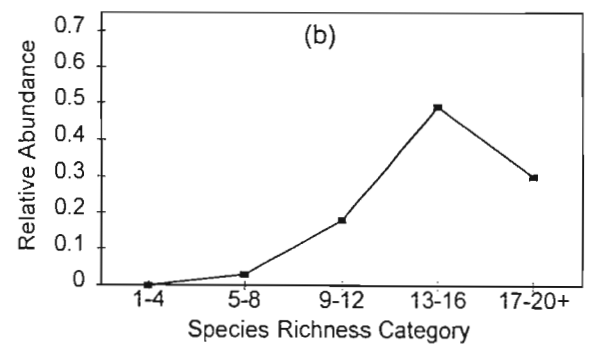 (b)
Relative Abundance
0.7
0.6
0.5
0.4
0.3
0.2
0.1
0
1-4 5-8 9-12 13-16 17-20+
Species Richness Category